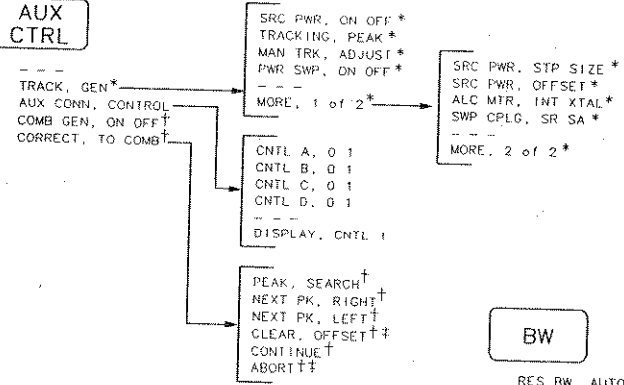 AUX
CTRL
– – –
TRACK, GEN*
AUX CONN, CONTROL
COMB GEN, ON OFF†
CORRECT, TO COMB†
SRC PWR, ON OFF*
TRACKING, PEAK*
MAN TRK, ADJUST*
PWR SWP, ON OFF*
– – –
MORE, 1 of 2*
SRC PWR, STP SIZE*
SRC PWR, OFFSET*
ALC MTR, INT XTAL*
SWP CPLG, SR SA*
– – –
MORE, 2 of 2*
CNTL A, 0 1
CNTL B, 0 1
CNTL C, 0 1
CNTL D, 0 1
– – –
DISPLAY, CNTL I
PEAK, SEARCH†
NEXT PK, RIGHT†
NEXT PK, LEFT†
CLEAR, OFFSET†‡
CONTINUE†
ABORT†‡
BW
RES BW, AUTO